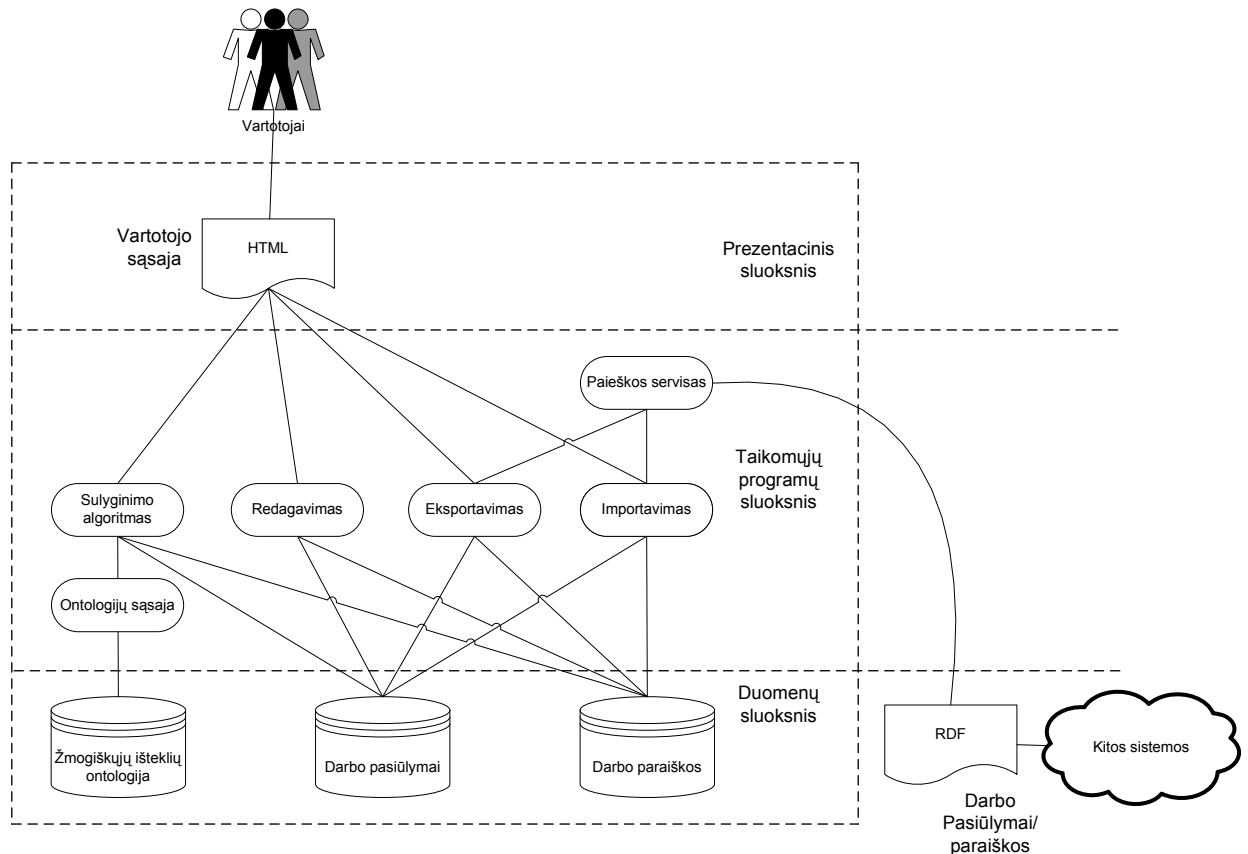 Vartotojai
Vartotojo
sąsaja
HTML
Prezentacinis
sluoksnis
Paieškos servisas
Taikomųjų
programų
sluoksnis
Sulyginimo
algoritmas
Redagavimas
Eksportavimas
Importavimas
Ontologijų sąsaja
Duomenų
sluoksnis
Žmogiškųjų išteklių
ontologija
Darbo pasiūlymai
Darbo paraiškos
RDF
Kitos sistemos
Darbo
Pasiūlymai/
paraiškos